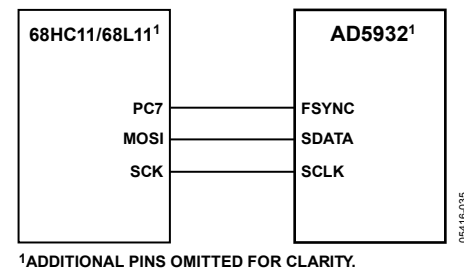 68HC11/68L11¹
AD5932¹
PC7
FSYNC
MOSI
SDATA
SCK
SCLK
05416-035
¹ADDITIONAL PINS OMITTED FOR CLARITY.